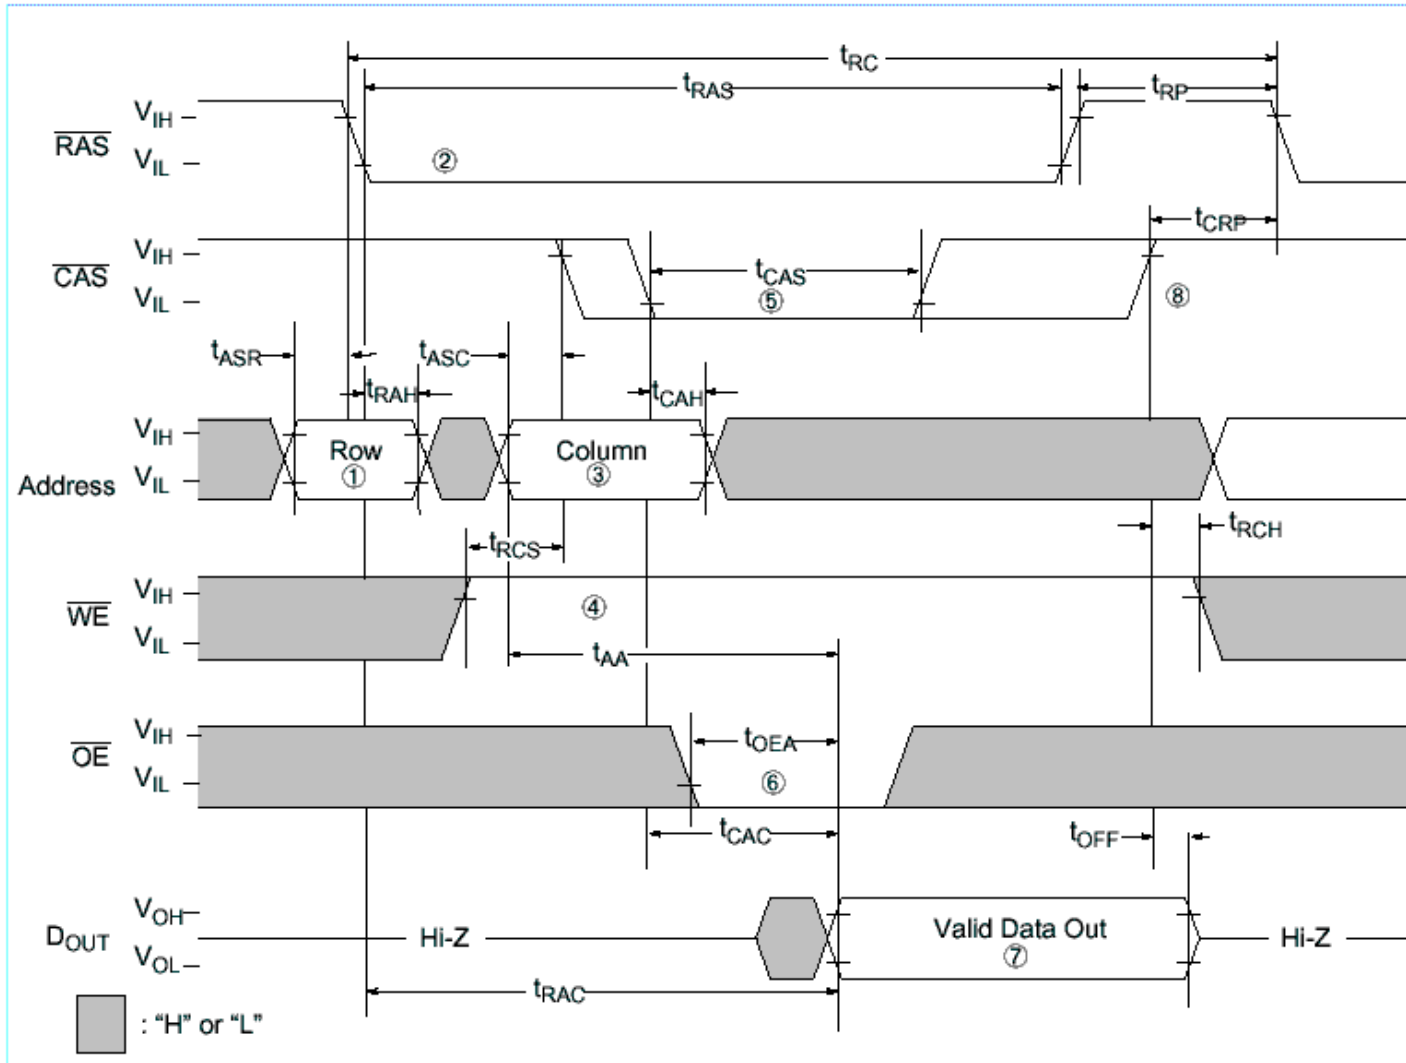 tRC
tRAS
tRP
VIH
RAS
VIL
②
tCRP
VIH
CAS
VIL
tCAS
⑤
⑧
tASR
tASC
tRAH
tCAH
VIH
Row
Column
①
③
Address
VIL
tRCS
tRCH
VIH
WE
④
VIL
tAA
VIH
OE
tOEA
VIL
⑥
tCAC
tOFF
VOH
DOUT
Hi-Z
Valid Data Out
Hi-Z
VOL
⑦
tRAC
: “H” or “L”